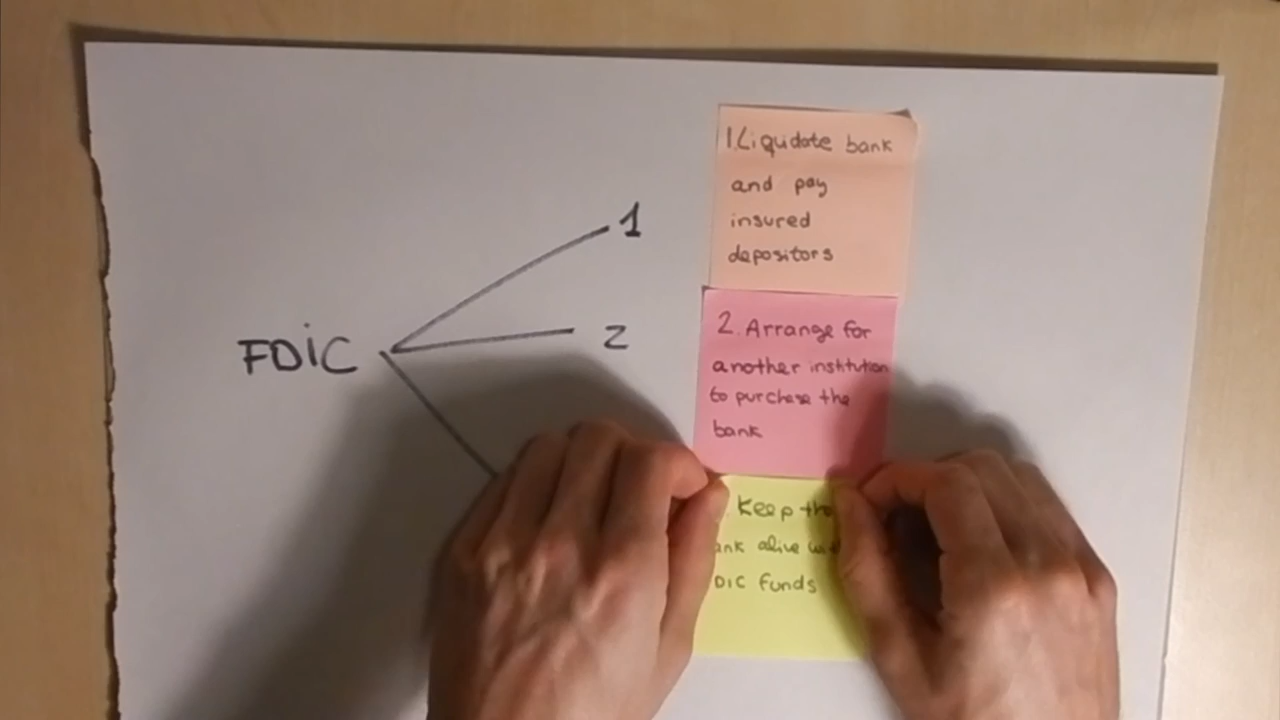 1. Liquidate bank
and pay
insured
depositors
1
FDiC
2
2. Arrange for
another institution
to purchase the
bank
Keep the
alive
Funds